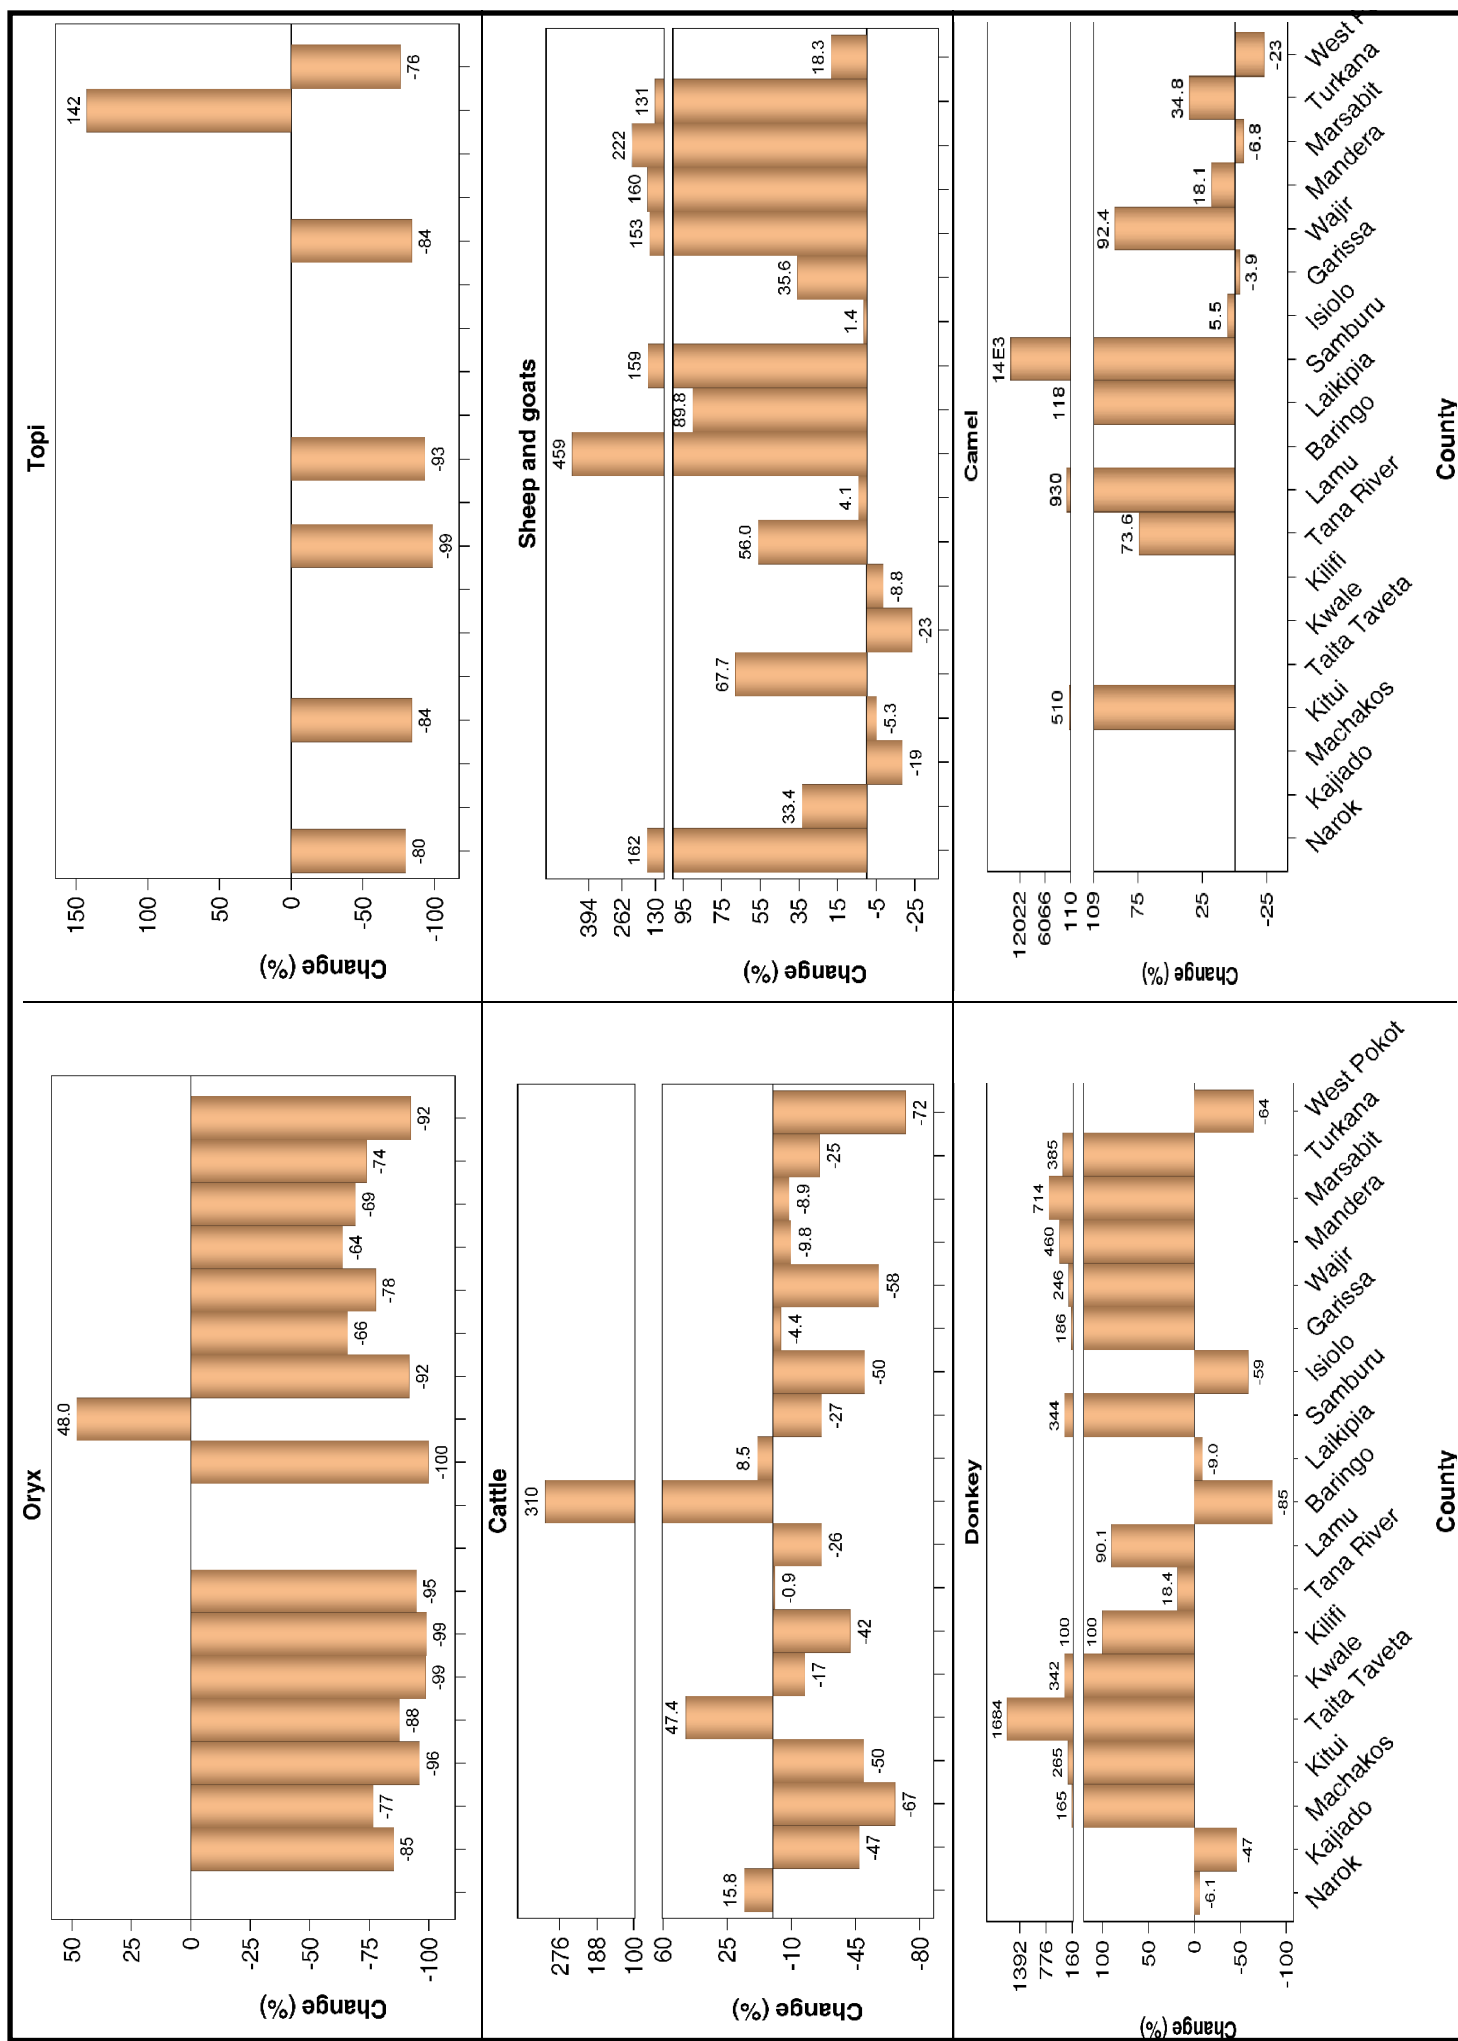 Oryx
Change (%)
50
25
0
-25
-50
-75
-100
-85
-77
-96
-88
-99
-99
-95
-100
48.0
-92
-66
-78
-64
-69
-74
-92
Topi
Change (%)
150
100
50
0
-50
-100
-80
-84
-99
-93
-84
142
-76
Cattle
Change (%)
276
188
100
60
25
-10
-45
-80
15.8
-47
-67
-50
47.4
-17
-42
-0.9
-26
310
8.5
-27
-50
-4.4
-58
-9.8
-8.9
-25
-72
Sheep and goats
Change (%)
394
262
130
95
75
55
35
15
-5
-25
162
33.4
-19
-5.3
67.7
-23
-8.8
56.0
4.1
459
89.8
159
1.4
35.6
153
160
222
131
18.3
Donkey
Change (%)
1392
776
160
100
50
0
-50
-100
-6.1
-47
165
265
1684
342
100
100
18.4
90.1
-85
-9.0
344
-59
186
246
460
714
385
-64
Narok
Kajiado
Machakos
Kitui
Taita Taveta
Kwale
Kilifi
Tana River
Lamu
Baringo
Laikipia
Samburu
Isiolo
Garissa
Wajir
Mandera
Marsabit
Turkana
West Pokot
County
Camel
Change (%)
12022
6066
110
109
75
25
-25
510
73.6
930
118
14E3
5.5
-3.9
92.4
18.1
-6.8
34.8
-23
Narok
Kajiado
Machakos
Kitui
Taita Taveta
Kwale
Kilifi
Tana River
Lamu
Baringo
Laikipia
Samburu
Isiolo
Garissa
Wajir
Mandera
Marsabit
Turkana
West
County